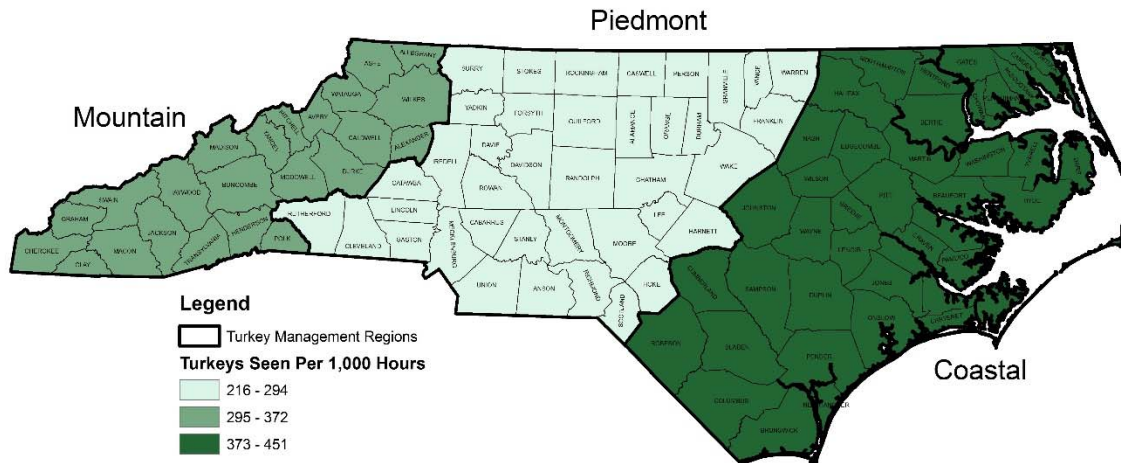 Piedmont
Mountain
Coastal
ALLEGHANY
ASHE
SURRY
STOKES
ROCKINGHAM
CASWELL
PERSON
GRANVILLE
VANCE
WARREN
NORTHAMPTON
HERTFORD
GATES
WATAUGA
WILKES
YADKIN
FORSYTH
GUILFORD
ALAMANCE
ORANGE
DURHAM
FRANKLIN
HALIFAX
BERTIE
MITCHELL
AVERY
CALDWELL
ALEXANDER
IREDELL
DAVIE
DAVIDSON
RANDOLPH
CHATHAM
WAKE
NASH
EDGECOMBE
MARTIN
WASHINGTON
TYRRELL
DARE
MADISON
YANCEY
BURKE
MCDOWELL
BUNCOMBE
HAYWOOD
SWAIN
GRAHAM
CATAWBA
ROWAN
WILSON
PITT
BEAUFORT
HYDE
CHEROKEE
CLAY
MACON
JACKSON
TRANSYLVANIA
HENDERSON
POLK
RUTHERFORD
CLEVELAND
LINCOLN
GASTON
MECKLENBURG
CABARRUS
STANLY
MONTGOMERY
MOORE
LEE
HARNETT
JOHNSTON
WAYNE
GREENE
LENOIR
CRAVEN
PAMLICO
JONES
CARTERET
ONSLOW
UNION
ANSON
RICHMOND
SCOTLAND
HOKE
CUMBERLAND
SAMPSON
DUPLIN
ROBESON
BLADEN
PENDER
COLUMBUS
BRUNSWICK
Legend
Turkey Management Regions
Turkeys Seen Per 1,000 Hours
216 - 294
295 - 372
373 - 451